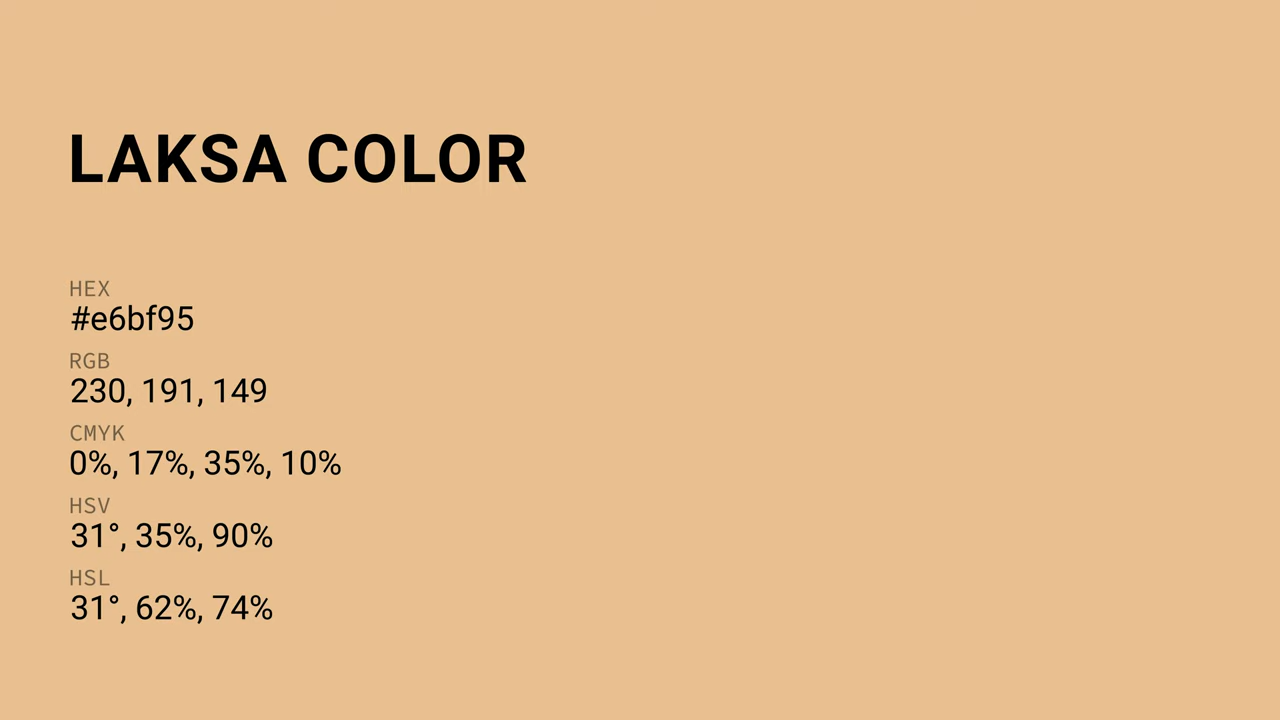 LAKSA COLOR
HEX
#e6bf95
RGB
230, 191, 149
CMYK
0%, 17%, 35%, 10%
HSV
31°, 35%, 90%
HSL
31°, 62%, 74%